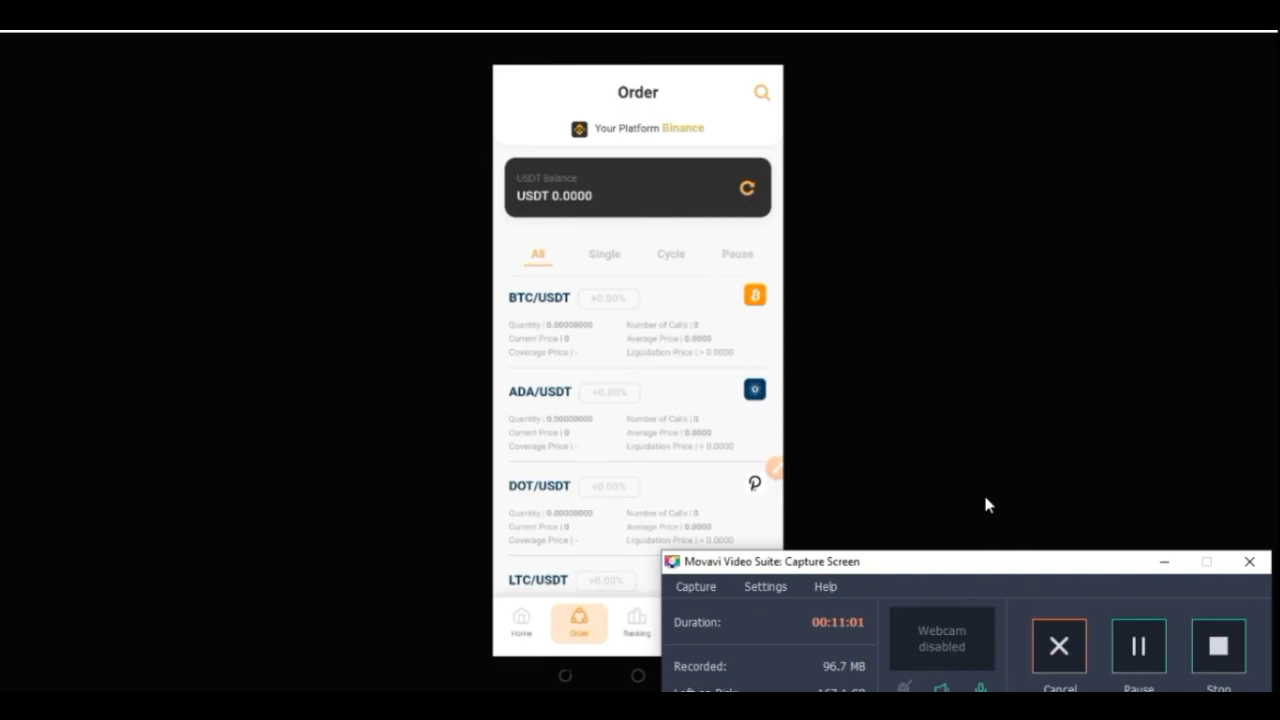 Order
Your Platform Binance
USDT Balance
USDT 0.0000
All Single Cycle Pause
BTC/USDT +0.00%
Quantity | 0.00000000 Number of Calls | 0
Current Price | 0 Average Price | 0.0000
Coverage Price | - Liquidation Price | > 0.0000
ADA/USDT +0.00%
Quantity | 0.00000000 Number of Calls | 0
Current Price | 0 Average Price | 0.0000
Coverage Price | - Liquidation Price | > 0.0000
DOT/USDT +0.00%
Quantity | 0.00000000 Number of Calls | 0
Current Price | 0 Average Price | 0.0000
Coverage Price | - Liquidation Price | > 0.0000
LTC/USDT +0.00%
Home Order Ranking
Movavi Video Suite: Capture Screen
Capture Settings Help
Duration: 00:11:01
Webcam
disabled
Recorded: 96.7 MB
Cancel Pause Stop